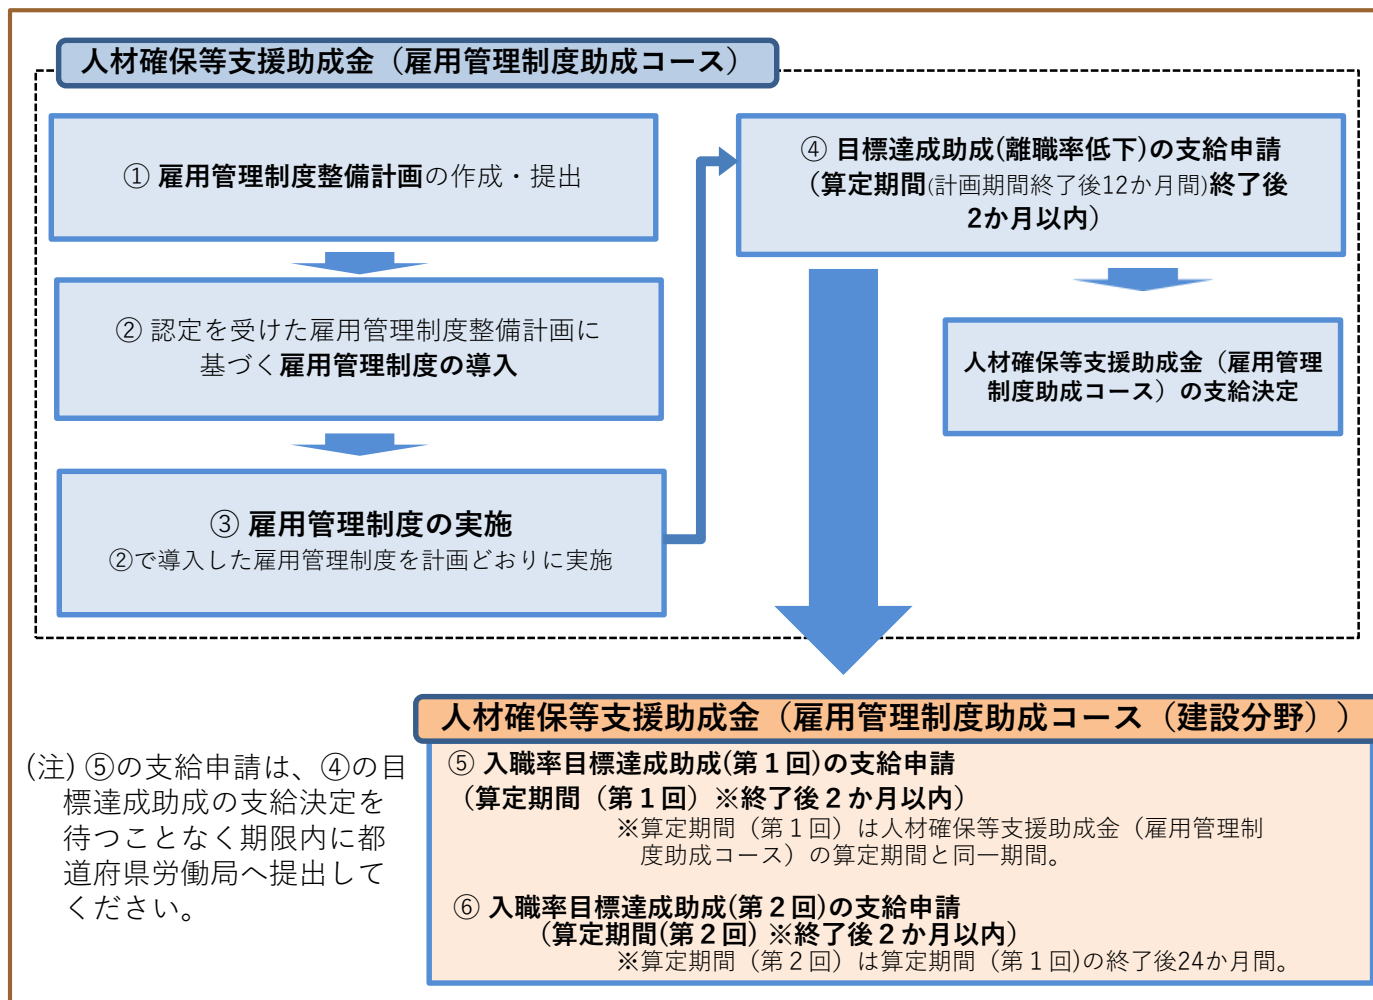 人材確保等支援助成金（雇用管理制度助成コース）
① 雇用管理制度整備計画の作成・提出
② 認定を受けた雇用管理制度整備計画に
基づく雇用管理制度の導入
③ 雇用管理制度の実施
②で導入した雇用管理制度を計画どおりに実施
④ 目標達成助成(離職率低下)の支給申請
（算定期間(計画期間終了後12か月間)終了後
2か月以内）
人材確保等支援助成金（雇用管理
制度助成コース）の支給決定
人材確保等支援助成金（雇用管理制度助成コース（建設分野））
⑤ 入職率目標達成助成(第１回)の支給申請
（算定期間（第１回）※終了後２か月以内）
※算定期間（第１回）は人材確保等支援助成金（雇用管理制
度助成コース）の算定期間と同一期間。
⑥ 入職率目標達成助成(第２回)の支給申請
（算定期間(第２回) ※終了後２か月以内）
※算定期間（第２回）は算定期間（第１回)の終了後24か月間。
(注) ⑤の支給申請は、④の目
標達成助成の支給決定を
待つことなく期限内に都
道府県労働局へ提出して
ください。